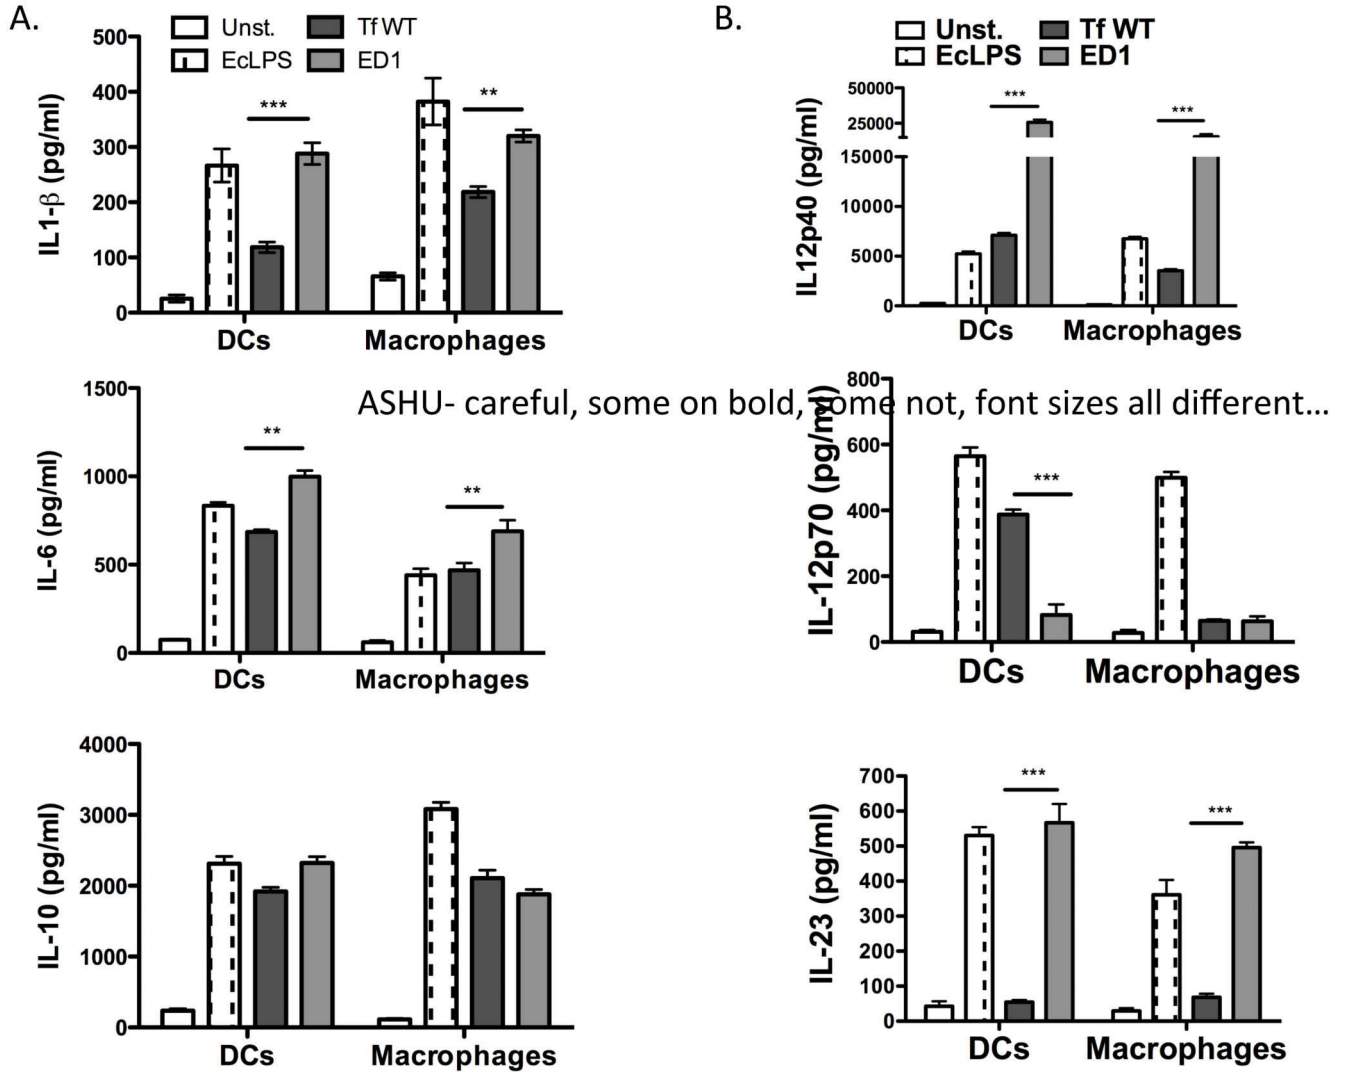 A.
Unst.
Tf WT
EcLPS
ED1
500
400
300
200
100
0
IL1-β (pg/ml)
***
**
DCs
Macrophages
B.
Unst.
Tf WT
EcLPS
ED1
50000
25000
15000
10000
5000
0
IL12p40 (pg/ml)
***
***
DCs
Macrophages
ASHU- careful, some on bold, some not, font sizes all different...
1500
1000
500
0
IL-6 (pg/ml)
**
**
DCs
Macrophages
800
600
400
200
0
IL-12p70 (pg/ml)
***
DCs
Macrophages
4000
3000
2000
1000
0
IL-10 (pg/ml)
DCs
Macrophages
700
600
500
400
300
200
100
0
IL-23 (pg/ml)
***
***
DCs
Macrophages